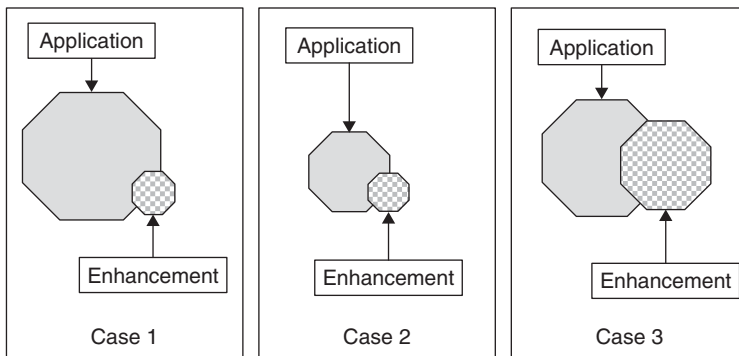 Application
Enhancement
Case 1
Application
Enhancement
Case 2
Application
Enhancement
Case 3